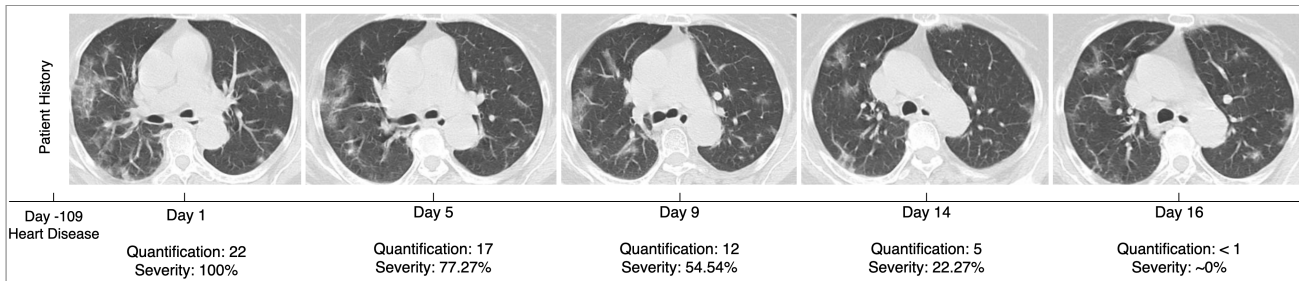 Patient History
Day -109
Heart Disease
Day 1
Day 5
Day 9
Day 14
Day 16
Quantification: 22
Severity: 100%
Quantification: 17
Severity: 77.27%
Quantification: 12
Severity: 54.54%
Quantification: 5
Severity: 22.27%
Quantification: < 1
Severity: ~0%